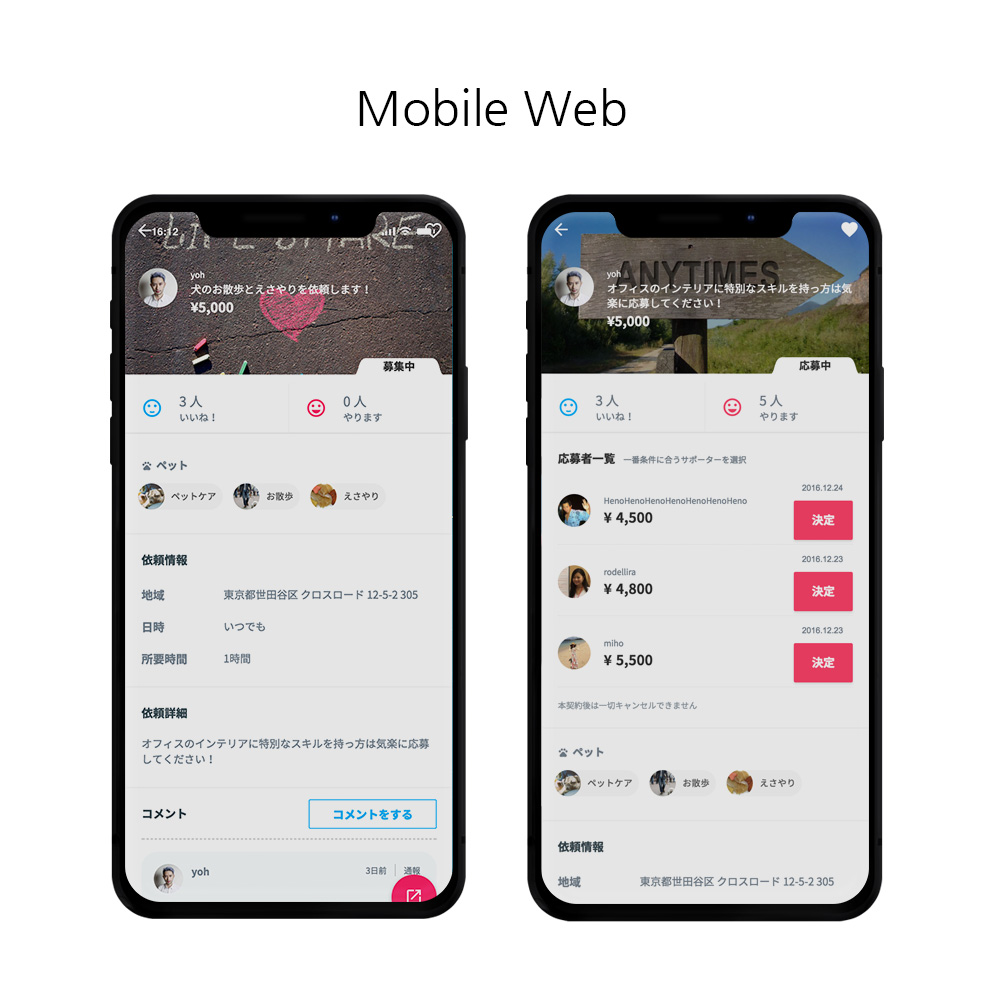 Mobile Web
16:12
LIFE SHARE
yoh
犬のお散歩とえさやりを依頼します！
¥5,000
募集中
3 人
いいね！
0 人
やります
ペット
ペットケア
お散歩
えさやり
依頼情報
地域
東京都世田谷区 クロスロード 12-5-2 305
日時
いつでも
所要時間
1時間
依頼詳細
オフィスのインテリアに特別なスキルを持っ方は気楽に応募
してください！
コメント
コメントをする
yoh
3日前
通報
ANYTIMES
yoh
オフィスのインテリアに特別なスキルを持っ方は気
楽に応募してください！
¥5,000
応募中
3 人
いいね！
5 人
やります
応募者一覧
一番条件に合うサポーターを選択
2016.12.24
HenoHenoHenoHenoHenoHenoHeno
¥ 4,500
決定
2016.12.23
rodellira
¥ 4,800
決定
2016.12.23
miho
¥ 5,500
決定
本契約後は一切キャンセルできません
ペット
ペットケア
お散歩
えさやり
依頼情報
地域
東京都世田谷区 クロスロード 12-5-2 305